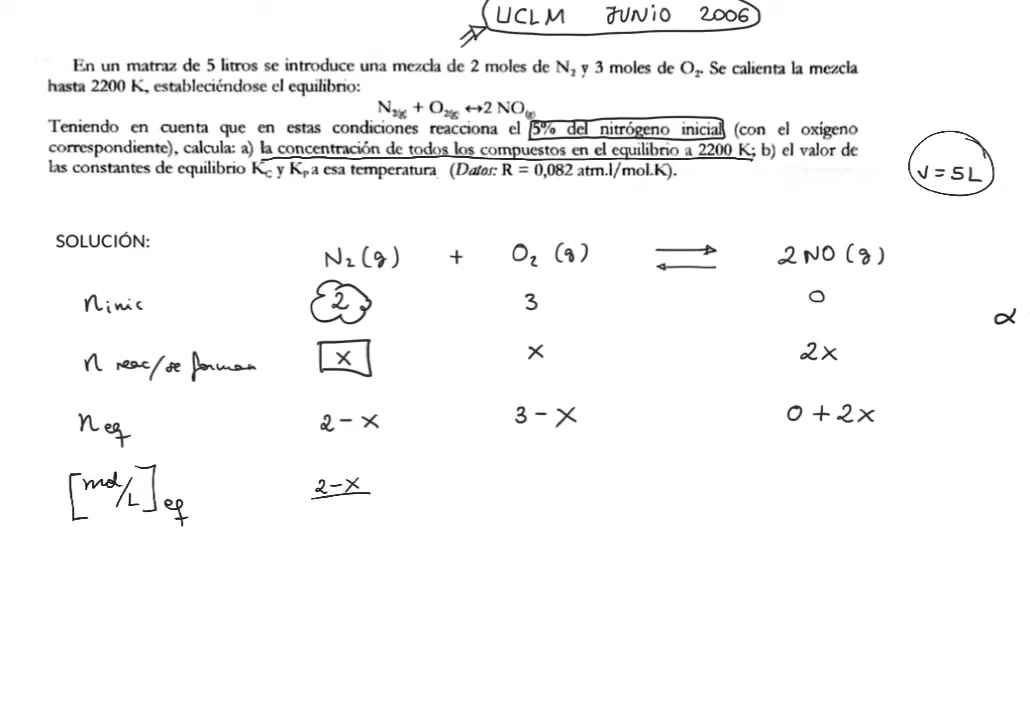 UCLM JUNIO 2006
En un matraz de 5 litros se introduce una mezcla de 2 moles de N₂ y 3 moles de O₂. Se calienta la mezcla
hasta 2200 K, estableciéndose el equilibrio:
N₂₍g₎ + O₂₍g₎ ↔2 NO₍g₎
Teniendo en cuenta que en estas condiciones reacciona el 5% del nitrógeno inicial (con el oxígeno
correspondiente), calcula: a) la concentración de todos los compuestos en el equilibrio a 2200 K; b) el valor de
las constantes de equilibrio K_C y K_P a esa temperatura (Datos: R = 0,082 atm.l/mol.K).
V = 5L
SOLUCIÓN:
N₂(g) + O₂ (g) ⇌ 2NO (g)
n inic 2 3 0
α
n reac/se forman x x 2x
n eq 2 - x 3 - x 0 + 2x
[mol/L] eq 2-x